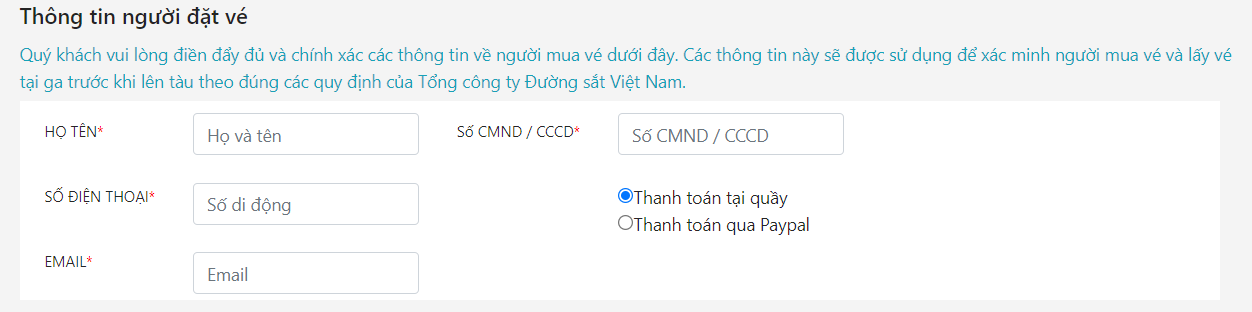 Thông tin người đặt vé
Quý khách vui lòng điền đẩy đủ và chính xác các thông tin về người mua vé dưới đây. Các thông tin này sẽ được sử dụng để xác minh người mua vé và lấy vé
tại ga trước khi lên tàu theo đúng các quy định của Tổng công ty Đường sắt Việt Nam.
HỌ TÊN*
Họ và tên
Số CMND / CCCD*
Số CMND / CCCD
SỐ ĐIỆN THOẠI*
Số di động
Thanh toán tại quầy
Thanh toán qua Paypal
EMAIL*
Email